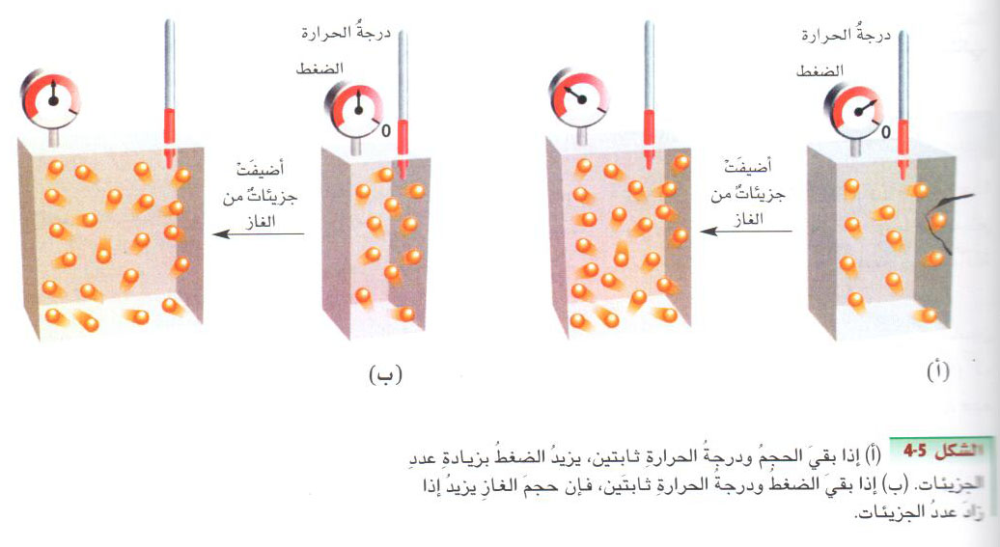 درجةُ الحرارة
الضغط
0
أضيفَتْ
جزيئاتٌ من
الغاز
(أ)
درجةُ الحرارة
الضغط
0
أضيفَتْ
جزيئاتٌ من
الغاز
(ب)
الشكل 5-4 (أ) إذا بقيَ الحجمُ ودرجةُ الحرارةِ ثابتين، يزيدُ الضغطُ بزيادةِ عددِ
الجزيئات. (ب) إذا بقيَ الضغطُ ودرجةُ الحرارةِ ثابتَين، فإن حجمَ الغازِ يزيدُ إذا
زادَ عددُ الجزيئات.